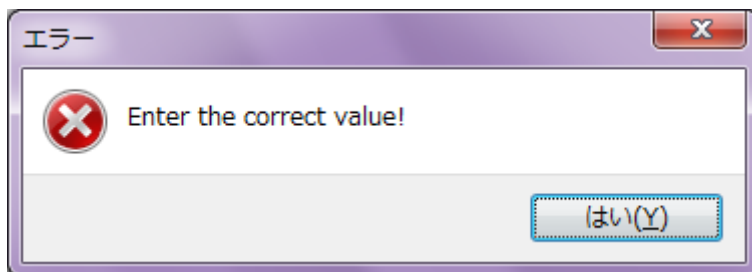 エラー
Enter the correct value!
はい(Y)